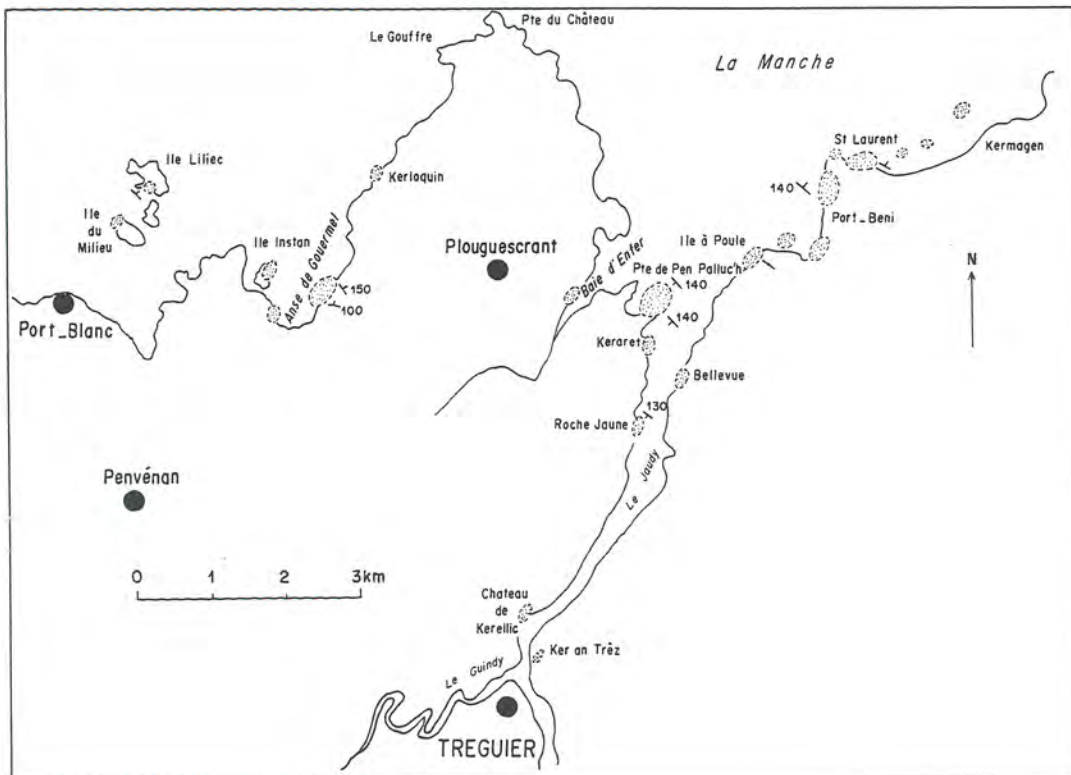 Pte du Château
Le Gouffre
La Manche
St Laurent
Kermagen
Ile Liliec
Kerloquin
140
Port_Beni
Ile
du
Milieu
Ile Instan
Anse de Gouermel
Plouguescrant
Baie d'Enfer
Ile à Poule
Pte de Pen Palluc'h
N
150
100
140
140
Port_Blanc
Keraret
Bellevue
130
Roche Jaune
Le Jaudy
Penvénan
0 1 2 3km
Chateau
de
Kerellic
Ker an Trêz
Le Guindy
TREGUIER